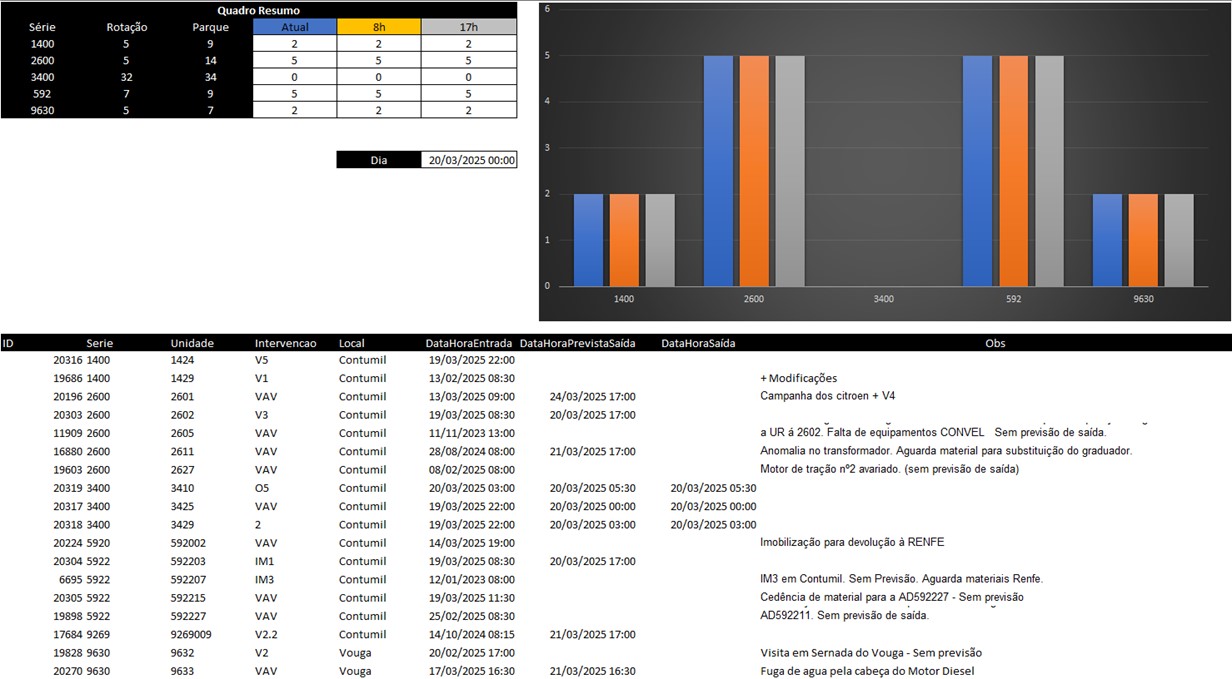 Quadro Resumo
Série Rotação Parque Atual 8h 17h
1400 5 9 2 2 2
2600 5 14 5 5 5
3400 32 34 0 0 0
592 7 9 5 5 5
9630 5 7 2 2 2
Dia 20/03/2025 00:00
6
5
4
3
2
1
0
1400 2600 3400 592 9630
ID Serie Unidade Intervencao Local DataHoraEntrada DataHoraPrevistaSaída DataHoraSaída Obs
20316 1400 1424 V5 Contumil 19/03/2025 22:00
19686 1400 1429 V1 Contumil 13/02/2025 08:30 + Modificações
20196 2600 2601 VAV Contumil 13/03/2025 09:00 24/03/2025 17:00 Campanha dos citroen + V4
20303 2600 2602 V3 Contumil 19/03/2025 08:30 20/03/2025 17:00
11909 2600 2605 VAV Contumil 11/11/2023 13:00 a UR á 2602. Falta de equipamentos CONVEL Sem previsão de saída.
16880 2600 2611 VAV Contumil 28/08/2024 08:00 21/03/2025 17:00 Anomalia no transformador. Aguarda material para substituição do graduador.
19603 2600 2627 VAV Contumil 08/02/2025 08:00 Motor de tração nº2 avariado. (sem previsão de saída)
20319 3400 3410 O5 Contumil 20/03/2025 03:00 20/03/2025 05:30 20/03/2025 05:30
20317 3400 3425 VAV Contumil 19/03/2025 22:00 20/03/2025 00:00 20/03/2025 00:00
20318 3400 3429 2 Contumil 19/03/2025 22:00 20/03/2025 03:00 20/03/2025 03:00
20224 5920 592002 VAV Contumil 14/03/2025 19:00 Imobilização para devolução à RENFE
20304 5922 592203 IM1 Contumil 19/03/2025 08:30 20/03/2025 17:00
6695 5922 592207 IM3 Contumil 12/01/2023 08:00 IM3 em Contumil. Sem Previsão. Aguarda materiais Renfe.
20305 5922 592215 VAV Contumil 19/03/2025 11:30 Cedência de material para a AD592227 - Sem previsão
19898 5922 592227 VAV Contumil 25/02/2025 08:30 AD592211. Sem previsão de saída.
17684 9269 9269009 V2.2 Contumil 14/10/2024 08:15 21/03/2025 17:00
19828 9630 9632 V2 Vouga 20/02/2025 17:00 Visita em Sernada do Vouga - Sem previsão
20270 9630 9633 VAV Vouga 17/03/2025 16:30 21/03/2025 16:30 Fuga de agua pela cabeça do Motor Diesel